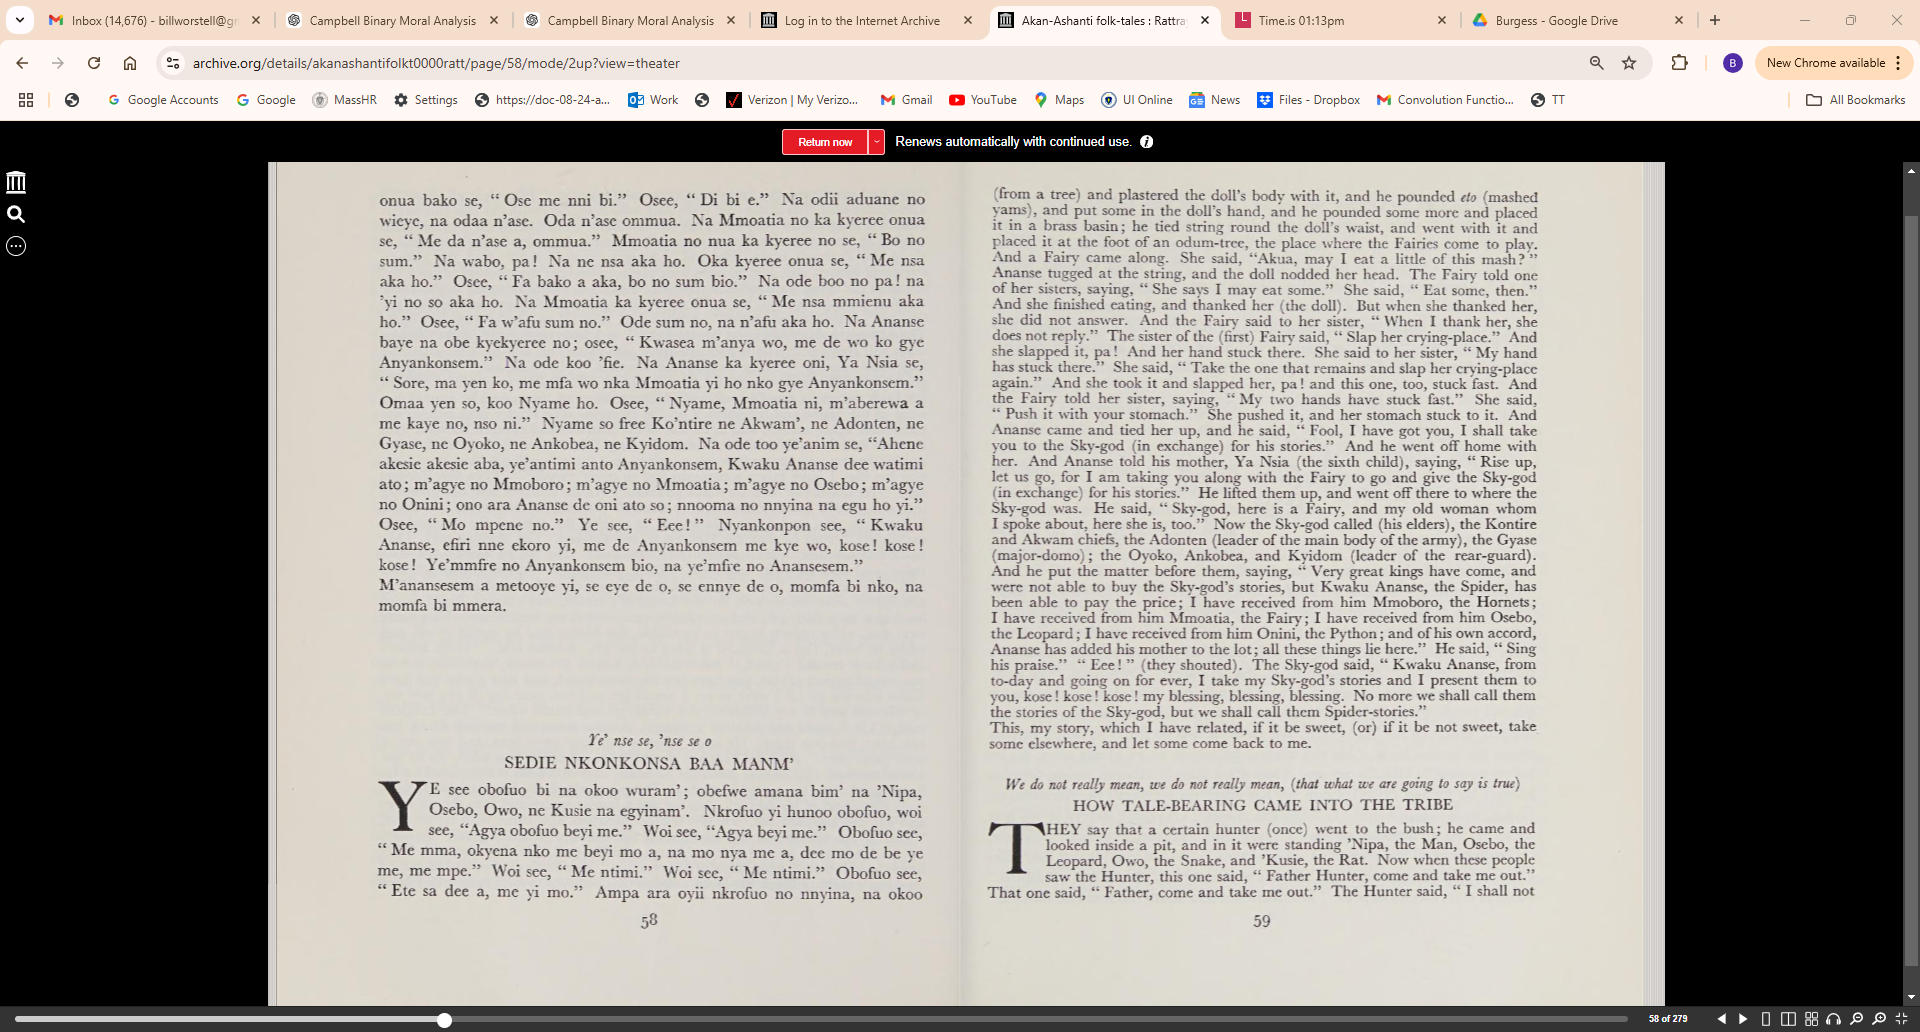 Inbox (14,676) - billworstell@g
Campbell Binary Moral Analysis
Campbell Binary Moral Analysis
Log in to the Internet Archive
Akan-Ashanti folk-tales : Rattra
Time.is 01:13pm
Burgess - Google Drive
archive.org/details/akanashantifolkt0000ratt/page/58/mode/2up?view=theater
B
New Chrome available
Google Accounts
Google
MassHR
Settings
https://doc-08-24-a...
Work
Verizon | My Verizo...
Gmail
YouTube
Maps
UI Online
News
Files - Dropbox
Convolution Functio...
TT
All Bookmarks
Return now
Renews automatically with continued use.
onua bako se, “ Ose me nni bi.” Osee, “ Di bi e.” Na odii aduane no
wieye, na odaa n’ase. Oda n’ase ommua. Na Mmoatia no ka kyeree onua
se, “ Me da n’ase a, ommua.” Mmoatia no nua ka kyeree no se, “ Bo no
sum.” Na wabo, pa! Na ne nsa aka ho. Oka kyeree onua se, “ Me nsa
aka ho.” Osee, “ Fa bako a aka, bo no sum bio.” Na ode boo no pa! na
’yi no so aka ho. Na Mmoatia ka kyeree onua se, “ Me nsa mmienu aka
ho.” Osee, “ Fa w’afu sum no.” Ode sum no, na n’afu aka ho. Na Ananse
baye na obe kyekyeree no; osee, “ Kwasea m’anya wo, me de wo ko gye
Anyankonsem.” Na ode koo ’fie. Na Ananse ka kyeree oni, Ya Nsia se,
“ Sore, ma yen ko, me mfa wo nka Mmoatia yi ho nko gye Anyankonsem.”
Omaa yen so, koo Nyame ho. Osee, “ Nyame, Mmoatia ni, m’aberewa a
me kaye no, nso ni.” Nyame so free Ko’ntire ne Akwam’, ne Adonten, ne
Gyase, ne Oyoko, ne Ankobea, ne Kyidom. Na ode too ye’anim se, “Ahene
akesie akesie aba, ye’antimi anto Anyankonsem, Kwaku Ananse dee watimi
ato; m’agye no Mmoboro; m’agye no Mmoatia; m’agye no Osebo; m’agye
no Onini; ono ara Ananse de oni ato so; nnooma no nnyina na egu ho yi.”
Osee, “ Mo mpene no.” Ye see, “ Eee! ” Nyankonpon see, “ Kwaku
Ananse, efiri nne ekoro yi, me de Anyankonsem me kye wo, kose! kose!
kose! Ye’mmfre no Anyankonsem bio, na ye’mfre no Anansesem.”
M’anansesem a metooye yi, se eye de o, se ennye de o, momfa bi nko, na
momfa bi mmera.
Ye’ nse se, ’nse se o
SEDIE NKONKONSA BAA MANM’
YE see obofuo bi na okoo wuram’; obefwe amana bim’ na ’Nipa,
Osebo, Owo, ne Kusie na egyinam’. Nkrofuo yi hunoo obofuo, woi
see, “Agya obofuo beyi me.” Woi see, “Agya beyi me.” Obofuo see,
“ Me mma, okyena nko me beyi mo a, na mo nya me a, dee mo de be ye
me, me mpe.” Woi see, “ Me ntimi.” Woi see, “ Me ntimi.” Obofuo see,
“ Ete sa dee a, me yi mo.” Ampa ara oyii nkrofuo no nnyina, na okoo
58
(from a tree) and plastered the doll’s body with it, and he pounded eto (mashed
yams), and put some in the doll’s hand, and he pounded some more and placed
it in a brass basin; he tied string round the doll’s waist, and went with it and
placed it at the foot of an odum-tree, the place where the Fairies come to play.
And a Fairy came along. She said, “Akua, may I eat a little of this mash? ”
Ananse tugged at the string, and the doll nodded her head. The Fairy told one
of her sisters, saying, “ She says I may eat some.” She said, “ Eat some, then.”
And she finished eating, and thanked her (the doll). But when she thanked her,
she did not answer. And the Fairy said to her sister, “ When I thank her, she
does not reply.” The sister of the (first) Fairy said, “ Slap her crying-place.” And
she slapped it, pa! And her hand stuck there. She said to her sister, “ My hand
has stuck there.” She said, “ Take the one that remains and slap her crying-place
again.” And she took it and slapped her, pa! and this one, too, stuck fast. And
the Fairy told her sister, saying, “ My two hands have stuck fast.” She said,
“ Push it with your stomach.” She pushed it, and her stomach stuck to it. And
Ananse came and tied her up, and he said, “ Fool, I have got you, I shall take
you to the Sky-god (in exchange) for his stories.” And he went off home with
her. And Ananse told his mother, Ya Nsia (the sixth child), saying, “ Rise up,
let us go, for I am taking you along with the Fairy to go and give the Sky-god
(in exchange) for his stories.” He lifted them up, and went off there to where the
Sky-god was. He said, “ Sky-god, here is a Fairy, and my old woman whom
I spoke about, here she is, too.” Now the Sky-god called (his elders), the Kontire
and Akwam chiefs, the Adonten (leader of the main body of the army), the Gyase
(major-domo); the Oyoko, Ankobea, and Kyidom (leader of the rear-guard).
And he put the matter before them, saying, “ Very great kings have come, and
were not able to buy the Sky-god’s stories, but Kwaku Ananse, the Spider, has
been able to pay the price; I have received from him Mmoboro, the Hornets;
I have received from him Mmoatia, the Fairy; I have received from him Osebo,
the Leopard; I have received from him Onini, the Python; and of his own accord,
Ananse has added his mother to the lot; all these things lie here.” He said, “ Sing
his praise.” “ Eee! ” (they shouted). The Sky-god said, “ Kwaku Ananse, from
to-day and going on for ever, I take my Sky-god’s stories and I present them to
you, kose! kose! kose! my blessing, blessing, blessing. No more we shall call them
the stories of the Sky-god, but we shall call them Spider-stories.”
This, my story, which I have related, if it be sweet, (or) if it be not sweet, take
some elsewhere, and let some come back to me.
We do not really mean, we do not really mean, (that what we are going to say is true)
HOW TALE-BEARING CAME INTO THE TRIBE
THEY say that a certain hunter (once) went to the bush; he came and
looked inside a pit, and in it were standing ’Nipa, the Man, Osebo, the
Leopard, Owo, the Snake, and ’Kusie, the Rat. Now when these people
saw the Hunter, this one said, “ Father Hunter, come and take me out.”
That one said, “ Father, come and take me out.” The Hunter said, “ I shall not
59
58 of 279